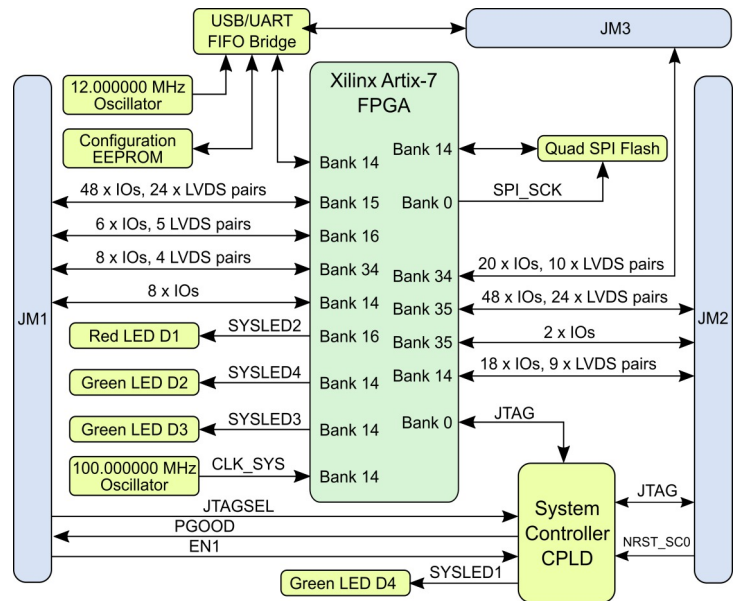 USB/UART
FIFO Bridge
JM3
12.000000 MHz
Oscillator
Configuration
EEPROM
Xilinx Artix-7
FPGA
Bank 14
Bank 14
Quad SPI Flash
SPI_SCK
48 x IOs, 24 x LVDS pairs
Bank 15
Bank 0
6 x IOs, 5 LVDS pairs
Bank 16
8 x IOs, 4 LVDS pairs
Bank 34
Bank 34
20 x IOs, 10 x LVDS pairs
8 x IOs
Bank 14
Bank 35
48 x IOs, 24 x LVDS pairs
JM1
JM2
Red LED D1
SYSLED2
Bank 16
Bank 35
2 x IOs
Green LED D2
SYSLED4
Bank 14
Bank 14
18 x IOs, 9 x LVDS pairs
Green LED D3
SYSLED3
Bank 14
Bank 0
JTAG
100.000000 MHz
Oscillator
CLK_SYS
Bank 14
JTAGSEL
PGOOD
EN1
System
Controller
CPLD
JTAG
NRST_SC0
Green LED D4
SYSLED1